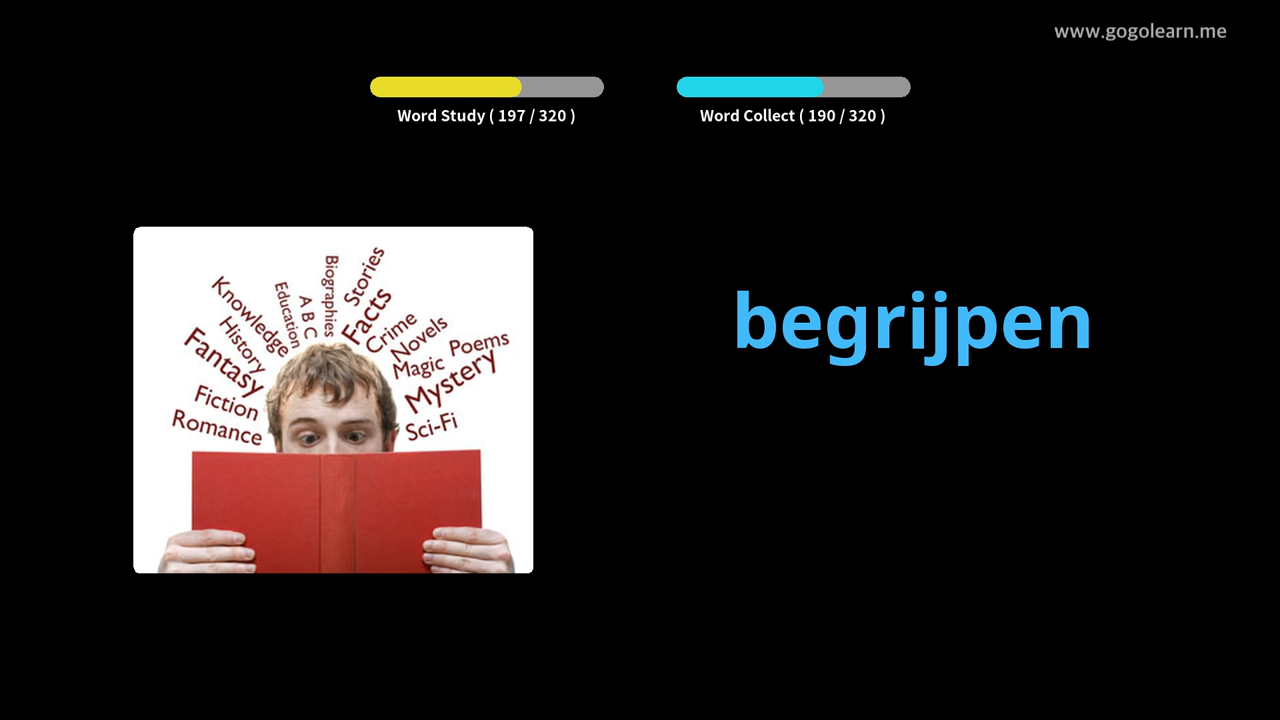 www.gogolearn.me
Word Study ( 197 / 320 )
Word Collect ( 190 / 320 )
begrijpen
Romance
Fiction
Fantasy
History
Knowledge
Education
A B C
Biographies
Stories
Facts
Crime
Novels
Magic
Poems
Mystery
Sci-Fi